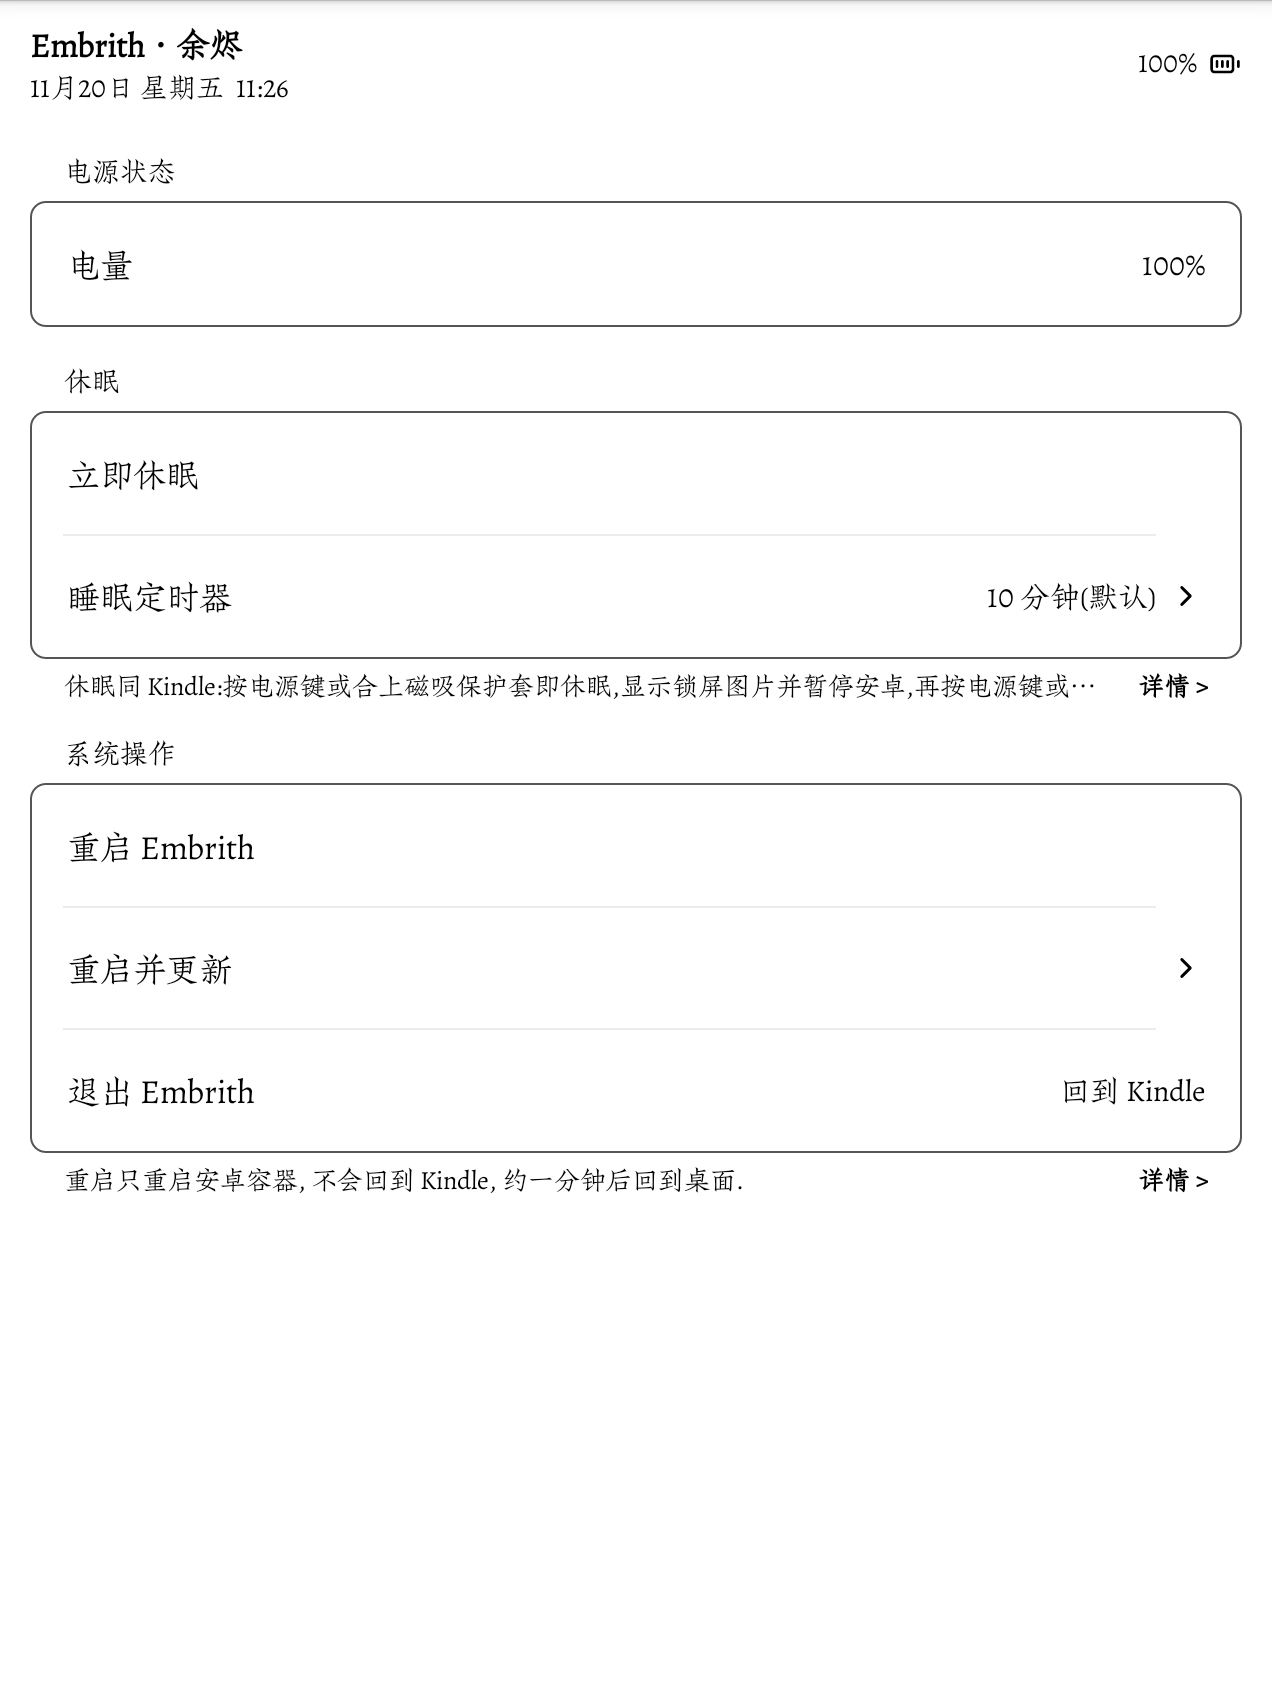 Embrith · 余烬
11月20日 星期五 11:26
100%
电源状态
电量 100%
休眠
立即休眠
睡眠定时器 10 分钟(默认) >
休眠同 Kindle:按电源键或合上磁吸保护套即休眠,显示锁屏图片并暂停安卓,再按电源键或… 详情 >
系统操作
重启 Embrith
重启并更新 >
退出 Embrith 回到 Kindle
重启只重启安卓容器, 不会回到 Kindle, 约一分钟后回到桌面. 详情 >